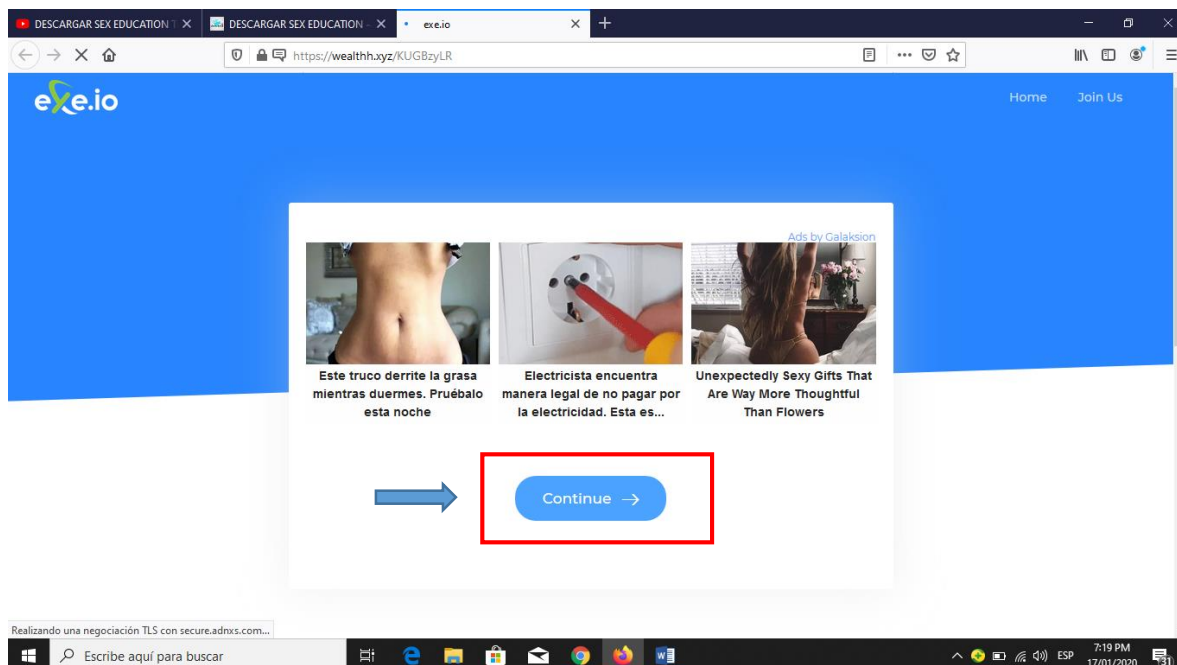 DESCARGAR SEX EDUCATION T
DESCARGAR SEX EDUCATION -
exe.io
https://wealthh.xyz/KUGBzyLR
exe.io
Home
Join Us
Ads by Galaksion
Este truco derrite la grasa
mientras duermes. Pruébalo
esta noche
Electricista encuentra
manera legal de no pagar por
la electricidad. Esta es...
Unexpectedly Sexy Gifts That
Are Way More Thoughtful
Than Flowers
Continue →
Realizando una negociación TLS con secure.adnxs.com...
Escribe aquí para buscar
ESP
7:19 PM
17/01/2020
31